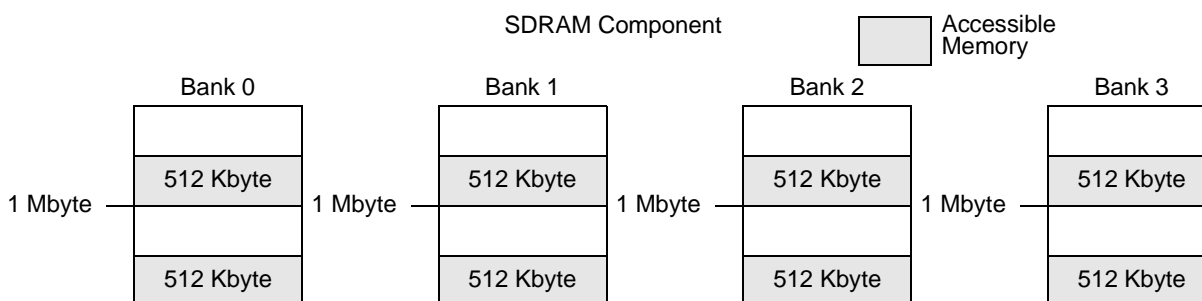 SDRAM Component
Accessible
Memory
Bank 0
Bank 1
Bank 2
Bank 3
512 Kbyte
512 Kbyte
512 Kbyte
512 Kbyte
1 Mbyte
1 Mbyte
1 Mbyte
1 Mbyte
512 Kbyte
512 Kbyte
512 Kbyte
512 Kbyte